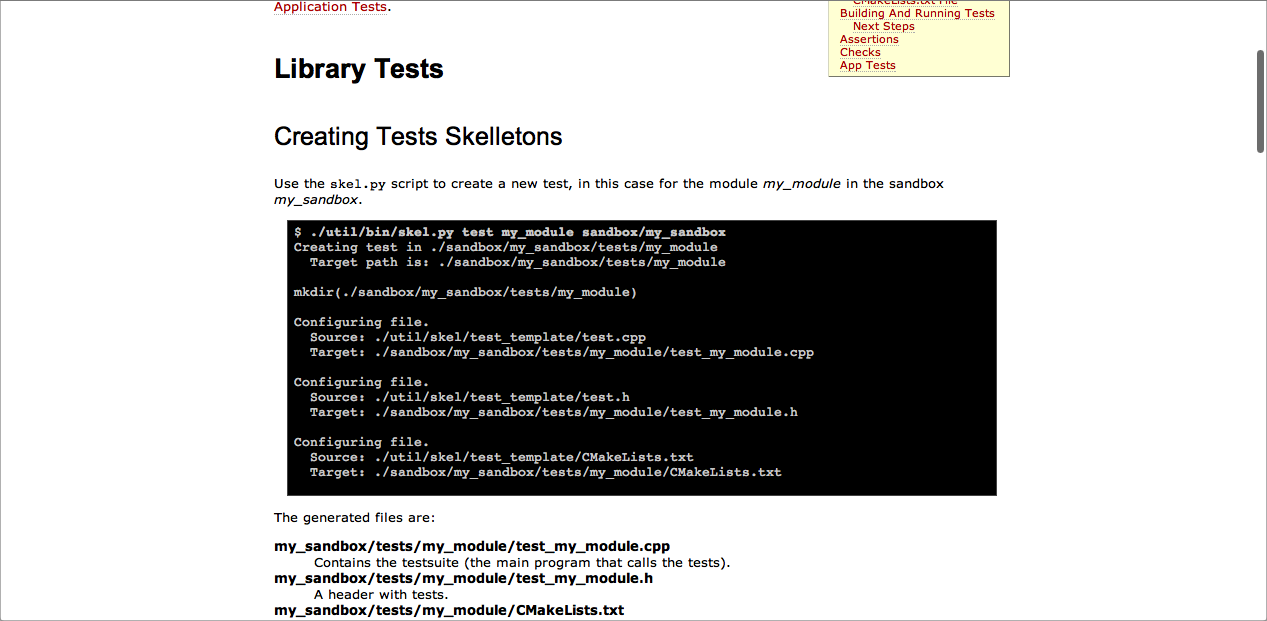 Application Tests.
CMakeLists.txt File
Building And Running Tests
Next Steps
Assertions
Checks
App Tests
Library Tests
Creating Tests Skelletons
Use the skel.py script to create a new test, in this case for the module my_module in the sandbox
my_sandbox.
$ ./util/bin/skel.py test my_module sandbox/my_sandbox
Creating test in ./sandbox/my_sandbox/tests/my_module
Target path is: ./sandbox/my_sandbox/tests/my_module
mkdir(./sandbox/my_sandbox/tests/my_module)
Configuring file.
Source: ./util/skel/test_template/test.cpp
Target: ./sandbox/my_sandbox/tests/my_module/test_my_module.cpp
Configuring file.
Source: ./util/skel/test_template/test.h
Target: ./sandbox/my_sandbox/tests/my_module/test_my_module.h
Configuring file.
Source: ./util/skel/test_template/CMakeLists.txt
Target: ./sandbox/my_sandbox/tests/my_module/CMakeLists.txt
The generated files are:
my_sandbox/tests/my_module/test_my_module.cpp
Contains the testsuite (the main program that calls the tests).
my_sandbox/tests/my_module/test_my_module.h
A header with tests.
my_sandbox/tests/my_module/CMakeLists.txt